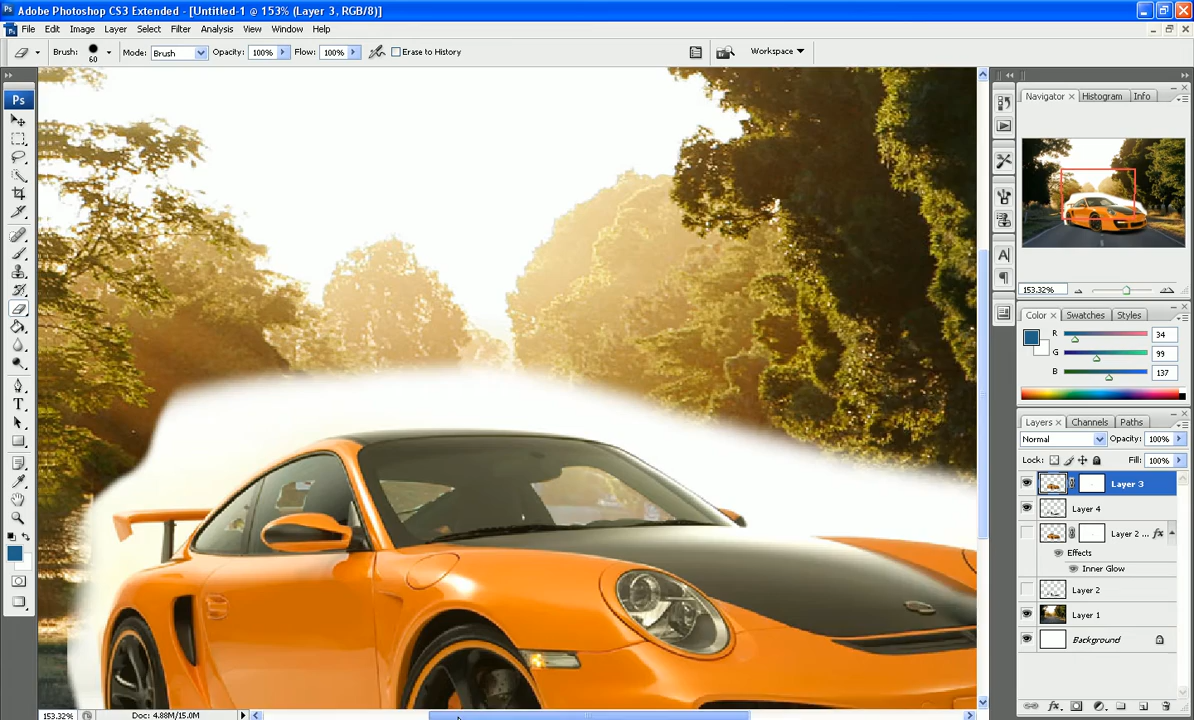 Adobe Photoshop CS3 Extended - [Untitled-1 @ 153% (Layer 3, RGB/8)]
File Edit Image Layer Select Filter Analysis View Window Help
Brush: 60 Mode: Brush Opacity: 100% Flow: 100% Erase to History Workspace
Ps
Navigator Histogram Info
153.32%
Color Swatches Styles
R 34
G 99
B 137
Layers Channels Paths
Normal Opacity: 100%
Lock: Fill: 100%
Layer 3
Layer 4
Layer 2 ... fx
Effects
Inner Glow
Layer 2
Layer 1
Background
153.32% Doc: 4.88M/15.0M